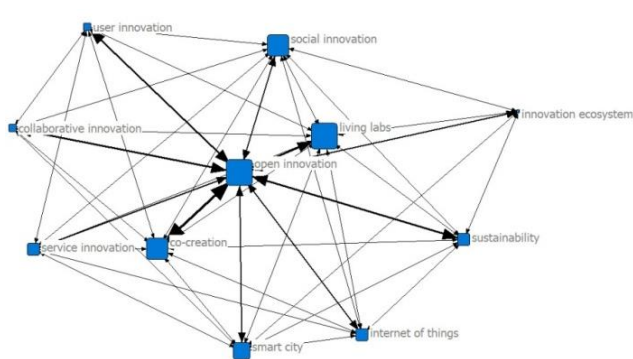 user innovation
social innovation
innovation ecosystem
collaborative innovation
living labs
open innovation
service innovation
co-creation
sustainability
internet of things
smart city